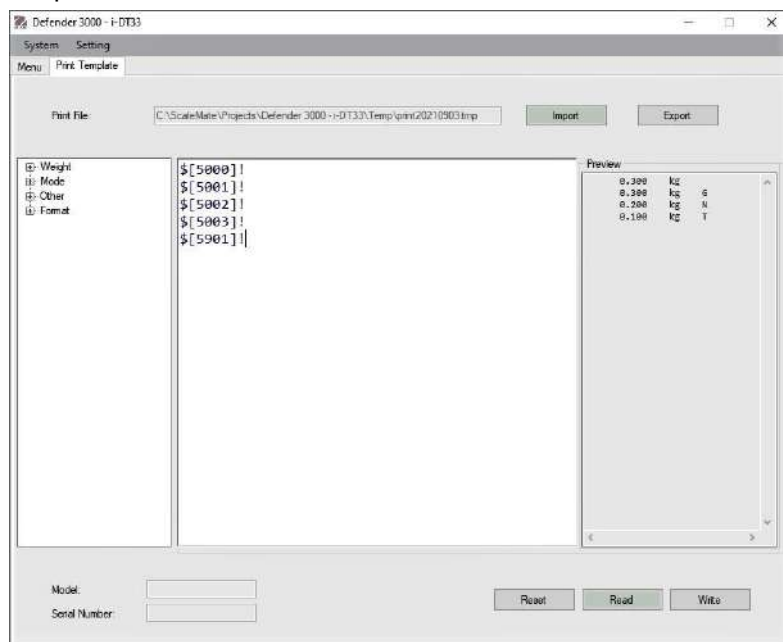 Defender 3000 - i-DT33
System Setting
Menu Print Template
Print File: C:\ScaleMate\Projects\Defender 3000 - i-DT33\Temp\print20210903.tmp Import Export
Weight
Mode
Other
Format
$[5000]!
$[5001]!
$[5002]!
$[5003]!
$[5901]!
Preview
0.300 kg
0.300 kg G
0.200 kg N
0.100 kg T
Model:
Serial Number:
Reset Read Write